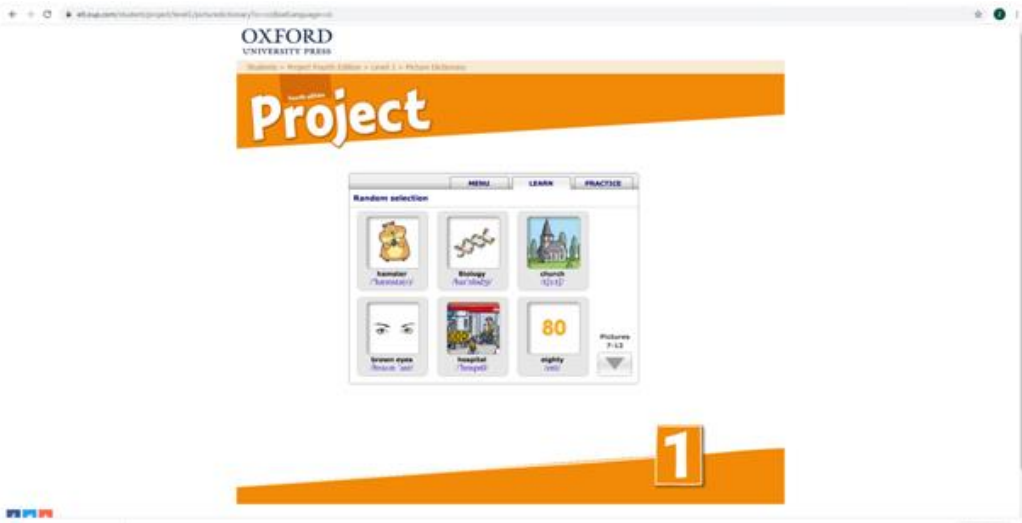 OXFORD
UNIVERSITY PRESS
Students > Project Fourth Edition > Level 1 > Picture Dictionary
fourth edition
Project
MENU
LEARN
PRACTICE
Random selection
hamster
Biology
church
brown eyes
hospital
80
eighty
Pictures
7-12
1